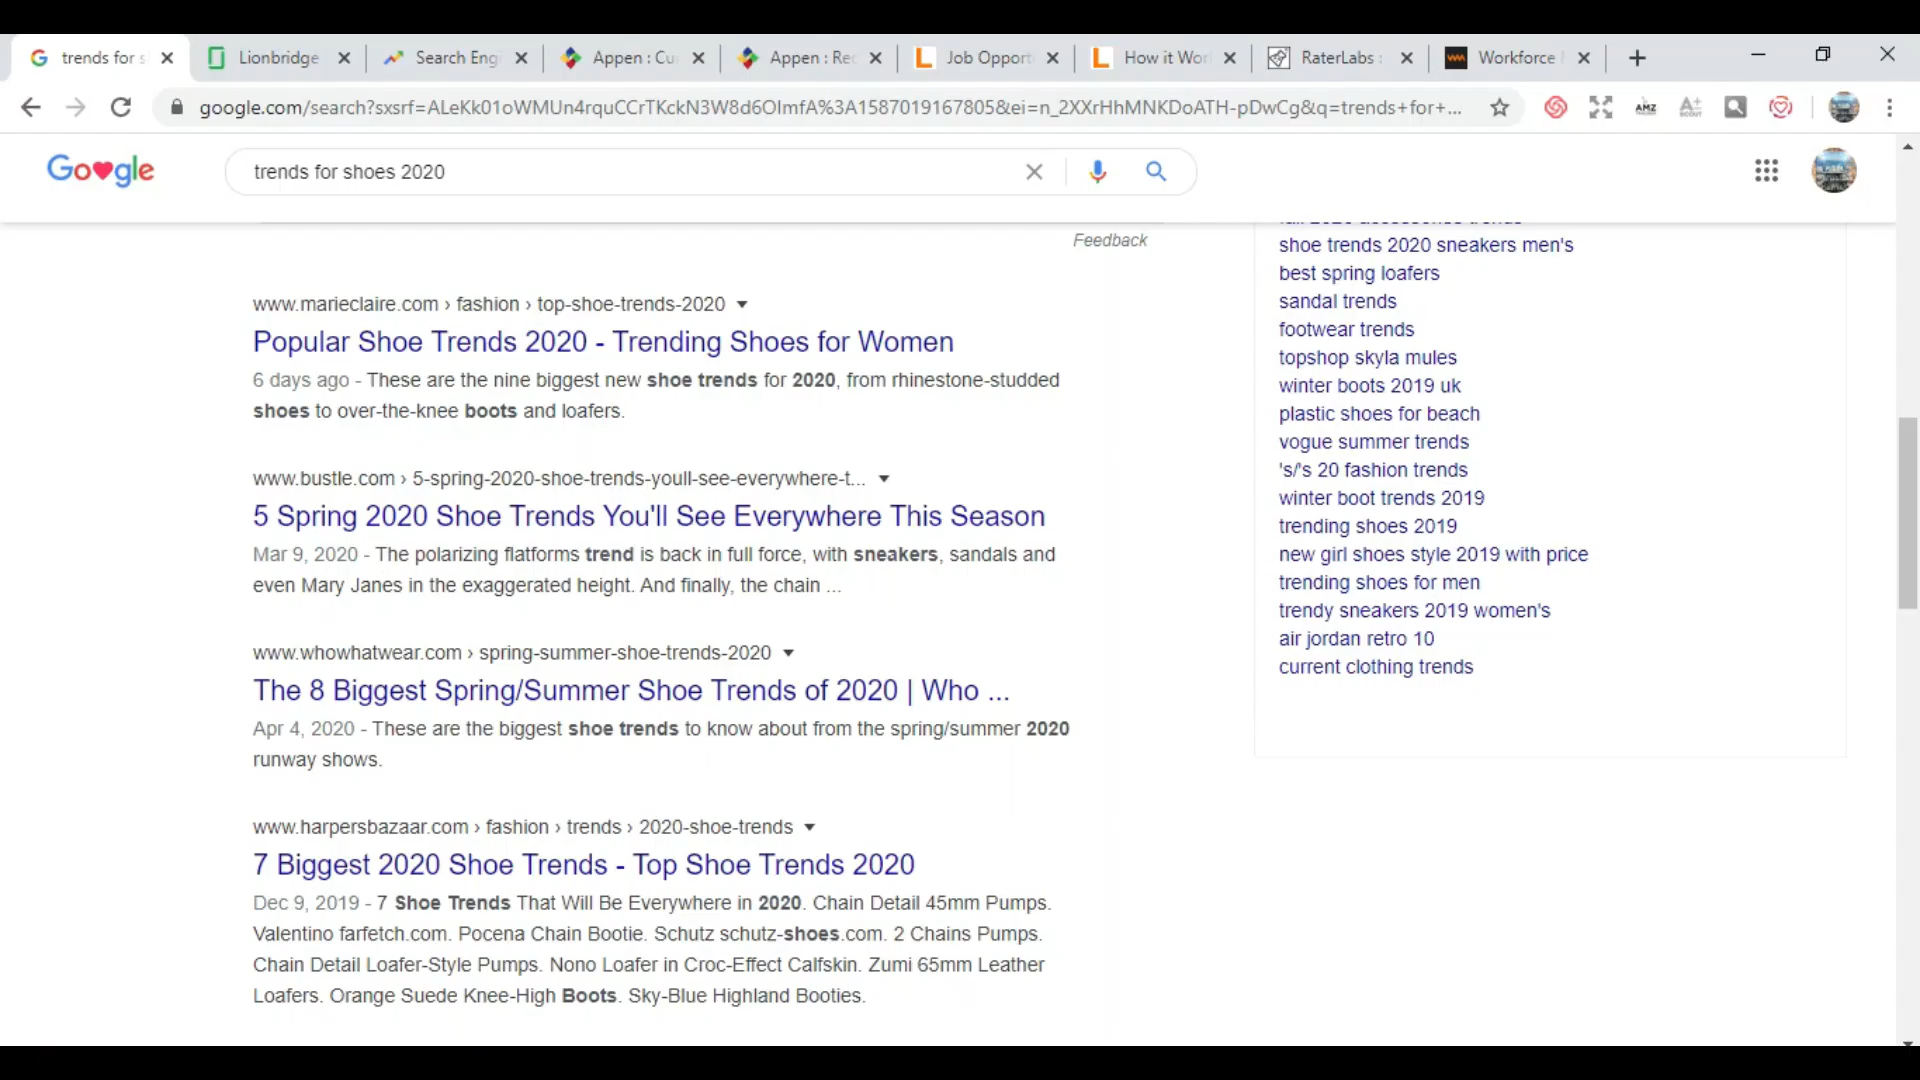 trends for s
Lionbridge
Search Eng
Appen : Cu
Appen : Rec
Job Opport
How it Wor
RaterLabs :
Workforce
google.com/search?sxsrf=ALeKk01oWMUn4rquCCrTKckN3W8d6OImfA%3A1587019167805&ei=n_2XXrHhMNKDoATH-pDwCg&q=trends+for+...
AMZ
Google
trends for shoes 2020
Feedback
www.marieclaire.com › fashion › top-shoe-trends-2020
Popular Shoe Trends 2020 - Trending Shoes for Women
6 days ago - These are the nine biggest new shoe trends for 2020, from rhinestone-studded
shoes to over-the-knee boots and loafers.
www.bustle.com › 5-spring-2020-shoe-trends-youll-see-everywhere-t...
5 Spring 2020 Shoe Trends You'll See Everywhere This Season
Mar 9, 2020 - The polarizing flatforms trend is back in full force, with sneakers, sandals and
even Mary Janes in the exaggerated height. And finally, the chain ...
www.whowhatwear.com › spring-summer-shoe-trends-2020
The 8 Biggest Spring/Summer Shoe Trends of 2020 | Who ...
Apr 4, 2020 - These are the biggest shoe trends to know about from the spring/summer 2020
runway shows.
www.harpersbazaar.com › fashion › trends › 2020-shoe-trends
7 Biggest 2020 Shoe Trends - Top Shoe Trends 2020
Dec 9, 2019 - 7 Shoe Trends That Will Be Everywhere in 2020. Chain Detail 45mm Pumps.
Valentino farfetch.com. Pocena Chain Bootie. Schutz schutz-shoes.com. 2 Chains Pumps.
Chain Detail Loafer-Style Pumps. Nono Loafer in Croc-Effect Calfskin. Zumi 65mm Leather
Loafers. Orange Suede Knee-High Boots. Sky-Blue Highland Booties.
shoe trends 2020 sneakers men's
best spring loafers
sandal trends
footwear trends
topshop skyla mules
winter boots 2019 uk
plastic shoes for beach
vogue summer trends
's/'s 20 fashion trends
winter boot trends 2019
trending shoes 2019
new girl shoes style 2019 with price
trending shoes for men
trendy sneakers 2019 women's
air jordan retro 10
current clothing trends